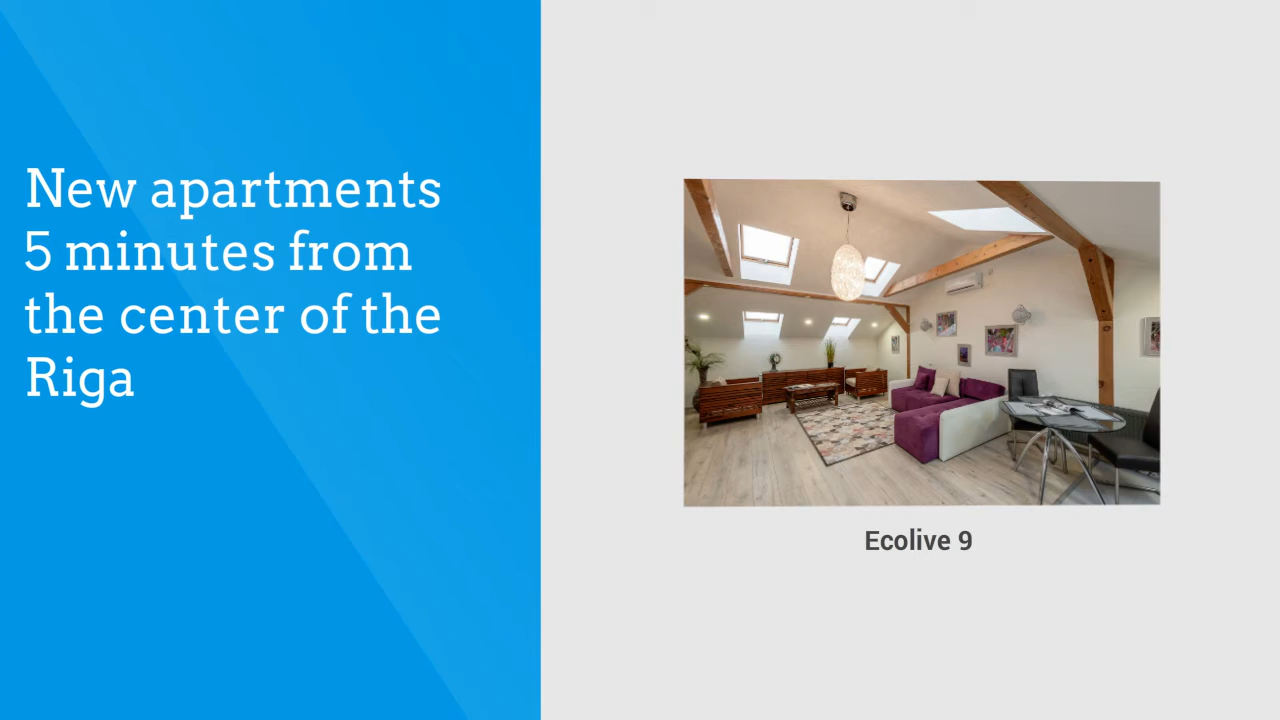 New apartments
5 minutes from
the center of the
Riga
Ecolive 9